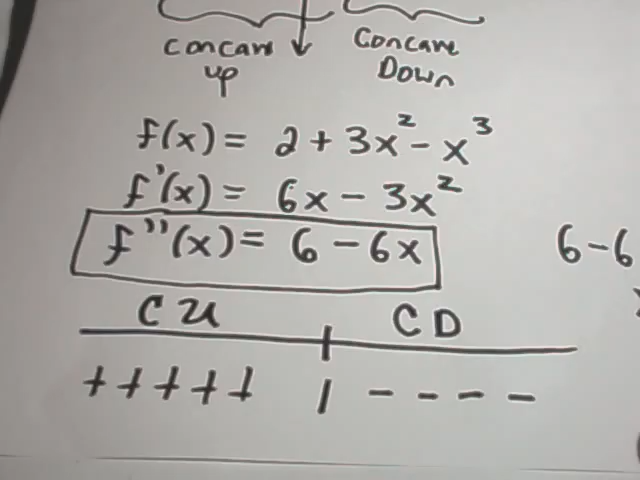 concave up
Concave Down
f(x) = 2 + 3x² - x³
f'(x) = 6x - 3x²
f''(x) = 6 - 6x
6 - 6
CU CD
+ + + + + 1 - - - -